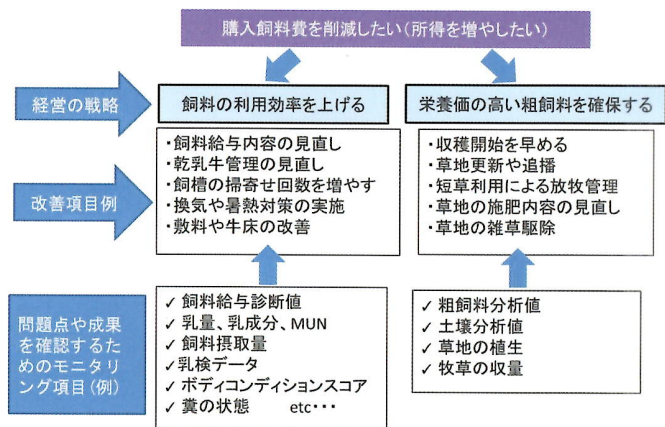 購入飼料費を削減したい(所得を増やしたい)
経営の戦略
飼料の利用効率を上げる
栄養価の高い粗飼料を確保する
改善項目例
・飼料給与内容の見直し
・乾乳牛管理の見直し
・飼槽の掃寄せ回数を増やす
・換気や暑熱対策の実施
・敷料や牛床の改善
・収穫開始を早める
・草地更新や追播
・短草利用による放牧管理
・草地の施肥内容の見直し
・草地の雑草駆除
問題点や成果
を確認するた
めのモニタリ
ング項目(例)
✓ 飼料給与診断値
✓ 乳量、乳成分、MUN
✓ 飼料摂取量
✓乳検データ
✓ ボディコンディションスコア
✓ 糞の状態 etc・・・
✓ 粗飼料分析値
✓ 土壌分析値
✓ 草地の植生
✓ 牧草の収量